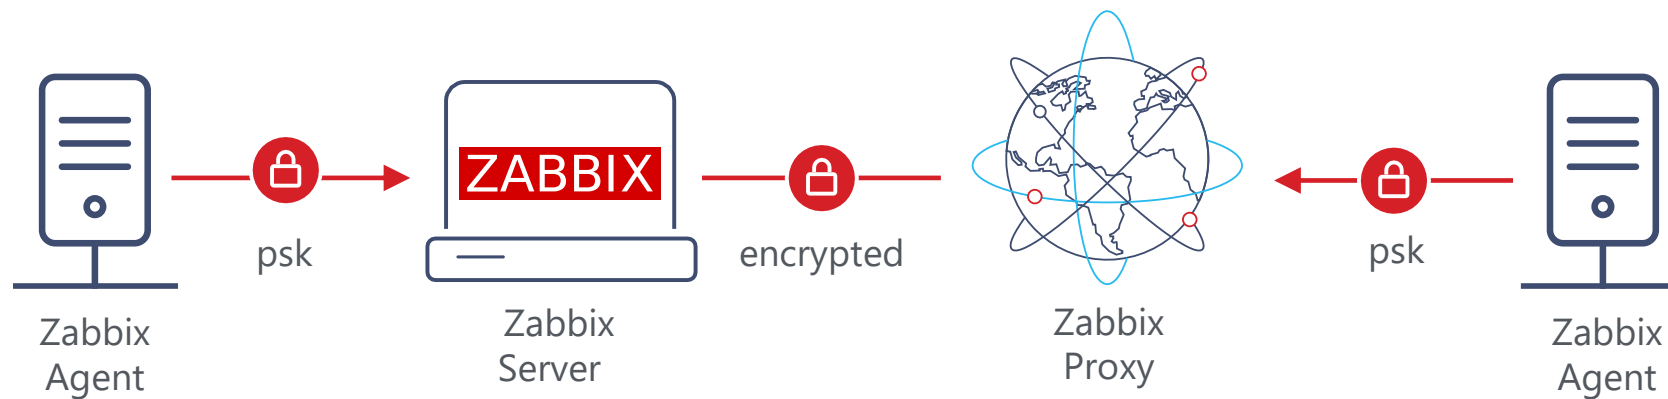 ZABBIX
psk
encrypted
psk
Zabbix
Agent
Zabbix
Server
Zabbix
Proxy
Zabbix
Agent